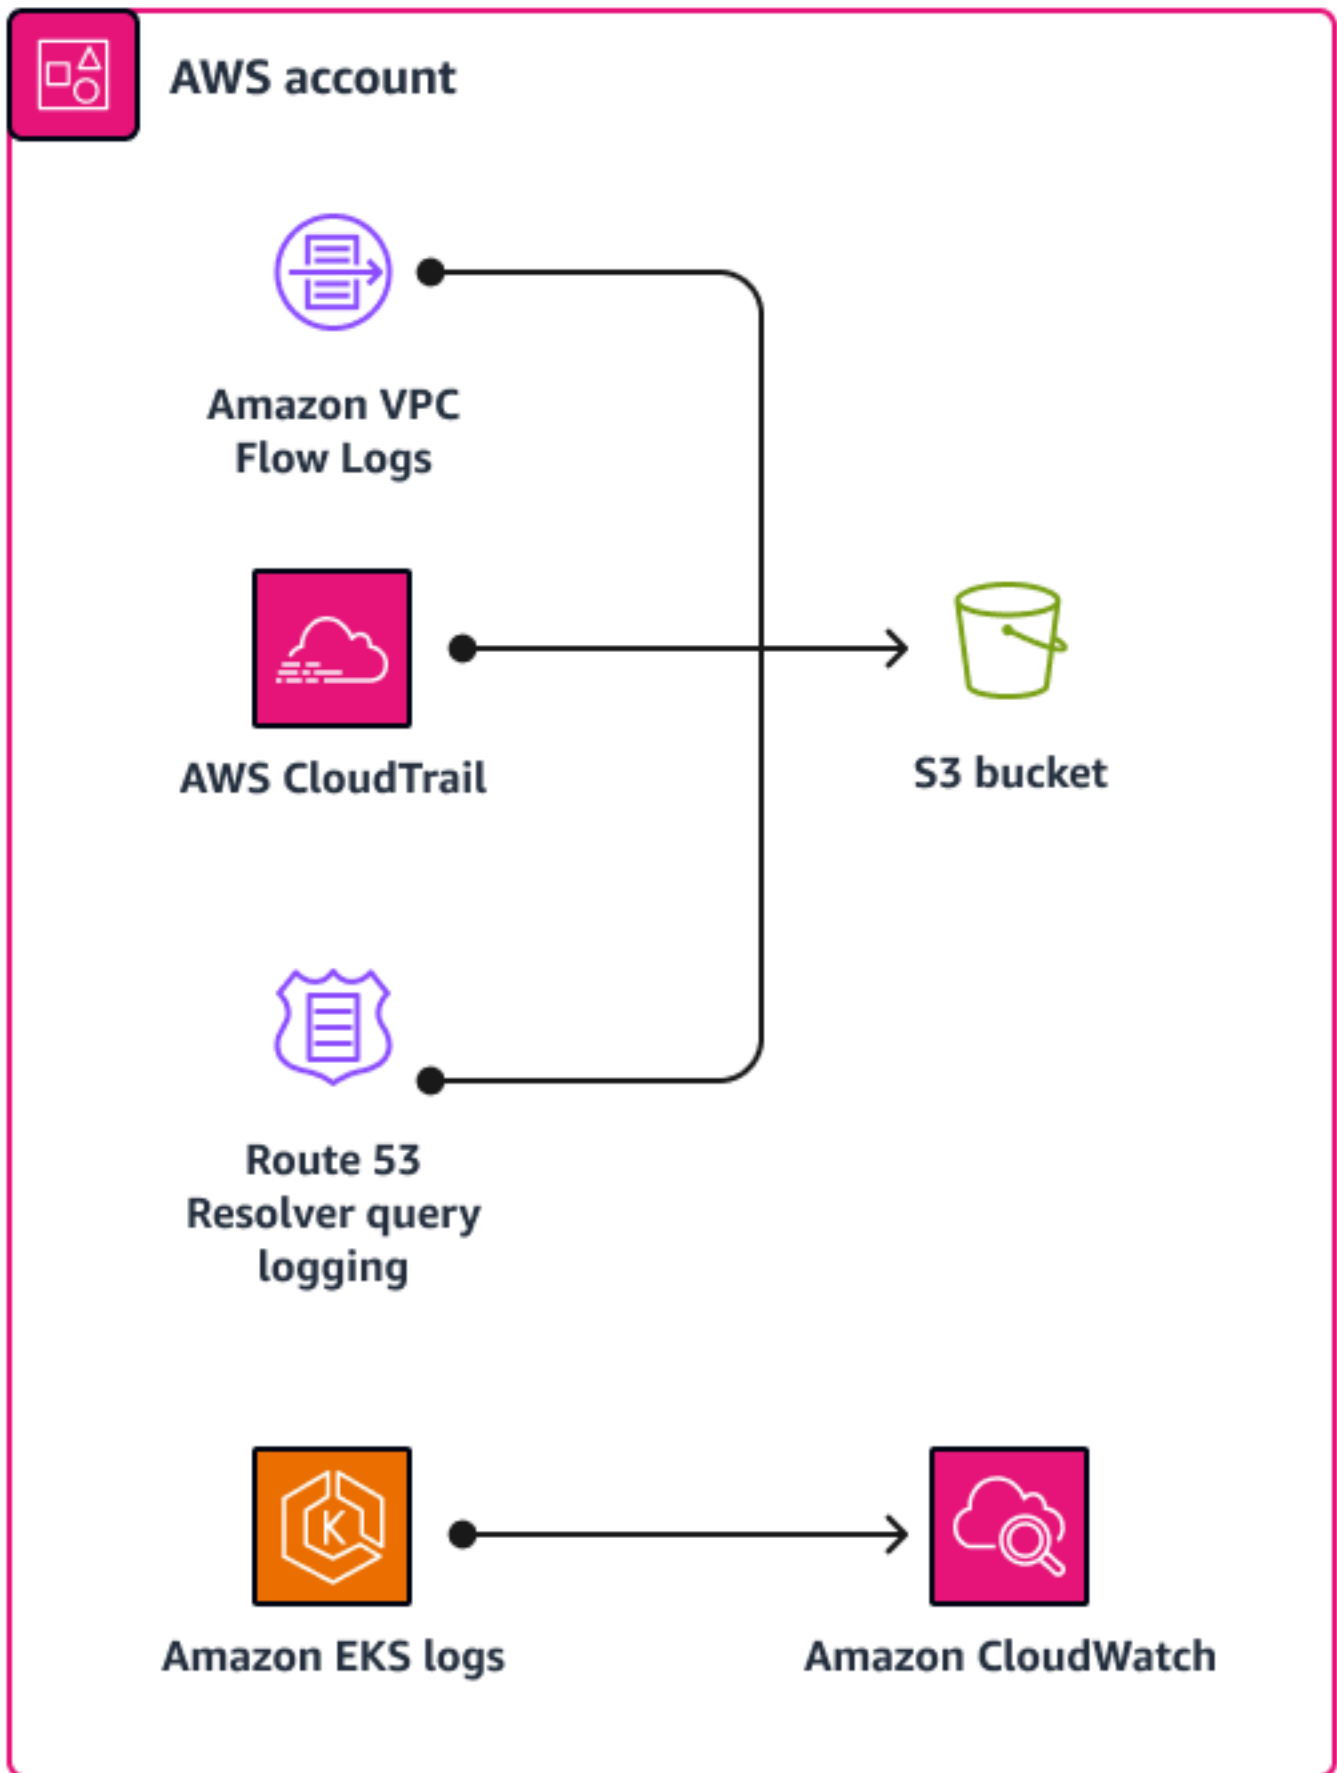 AWS account
Amazon VPC
Flow Logs
AWS CloudTrail
S3 bucket
Route 53
Resolver query
logging
K
Amazon EKS logs
Amazon CloudWatch